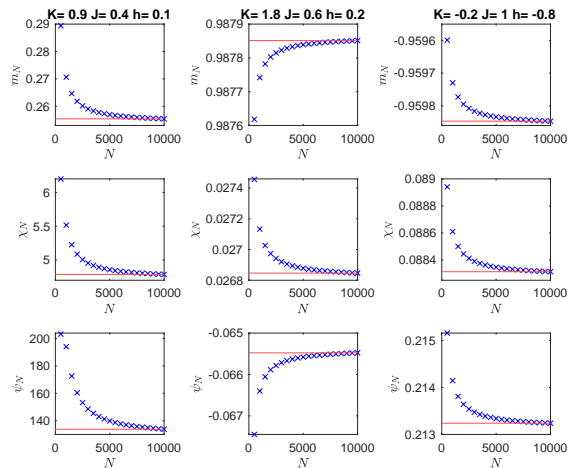 K= 0.9 J= 0.4 h= 0.1
K= 1.8 J= 0.6 h= 0.2
K= -0.2 J= 1 h= -0.8
0.29
0.28
0.27
0.26
m_N
0 5000 10000
N
0.9879
0.9878
0.9877
0.9876
m_N
0 5000 10000
N
-0.9596
-0.9597
-0.9598
m_N
0 5000 10000
N
6
5.5
5
χ_N
0 5000 10000
N
0.0274
0.0272
0.027
0.0268
χ_N
0 5000 10000
N
0.089
0.0888
0.0886
0.0884
χ_N
0 5000 10000
N
200
180
160
140
ψ_N
0 5000 10000
N
-0.065
-0.066
-0.067
ψ_N
0 5000 10000
N
0.215
0.214
0.213
ψ_N
0 5000 10000
N